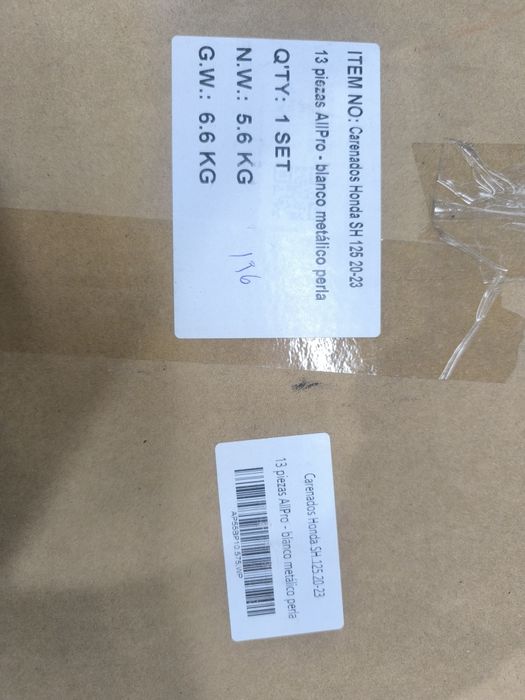 ITEM NO: Carenados Honda SH 125 20-23
13 piezas AllPro - blanco metálico perla
Q'TY: 1 SET
N.W.: 5.6 KG
G.W.: 6.6 KG
196
Carenados Honda SH 125 20-23
13 piezas AllPro - blanco metálico perla